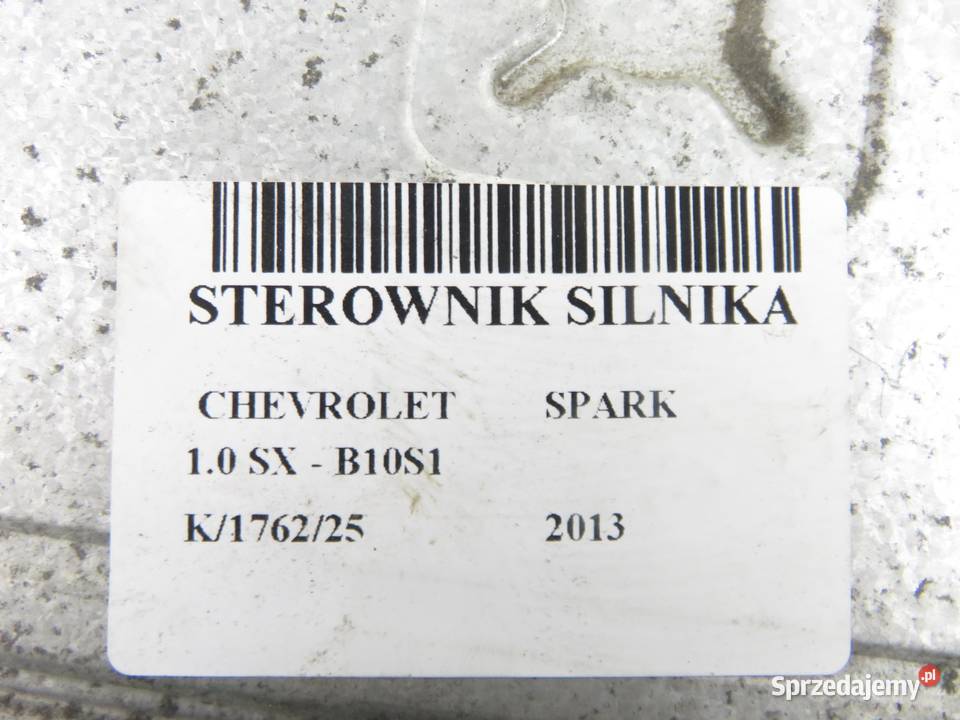 STEROWNIK SILNIKA
CHEVROLET SPARK
1.0 SX - B10S1
K/1762/25 2013
Sprzedajemy.pl